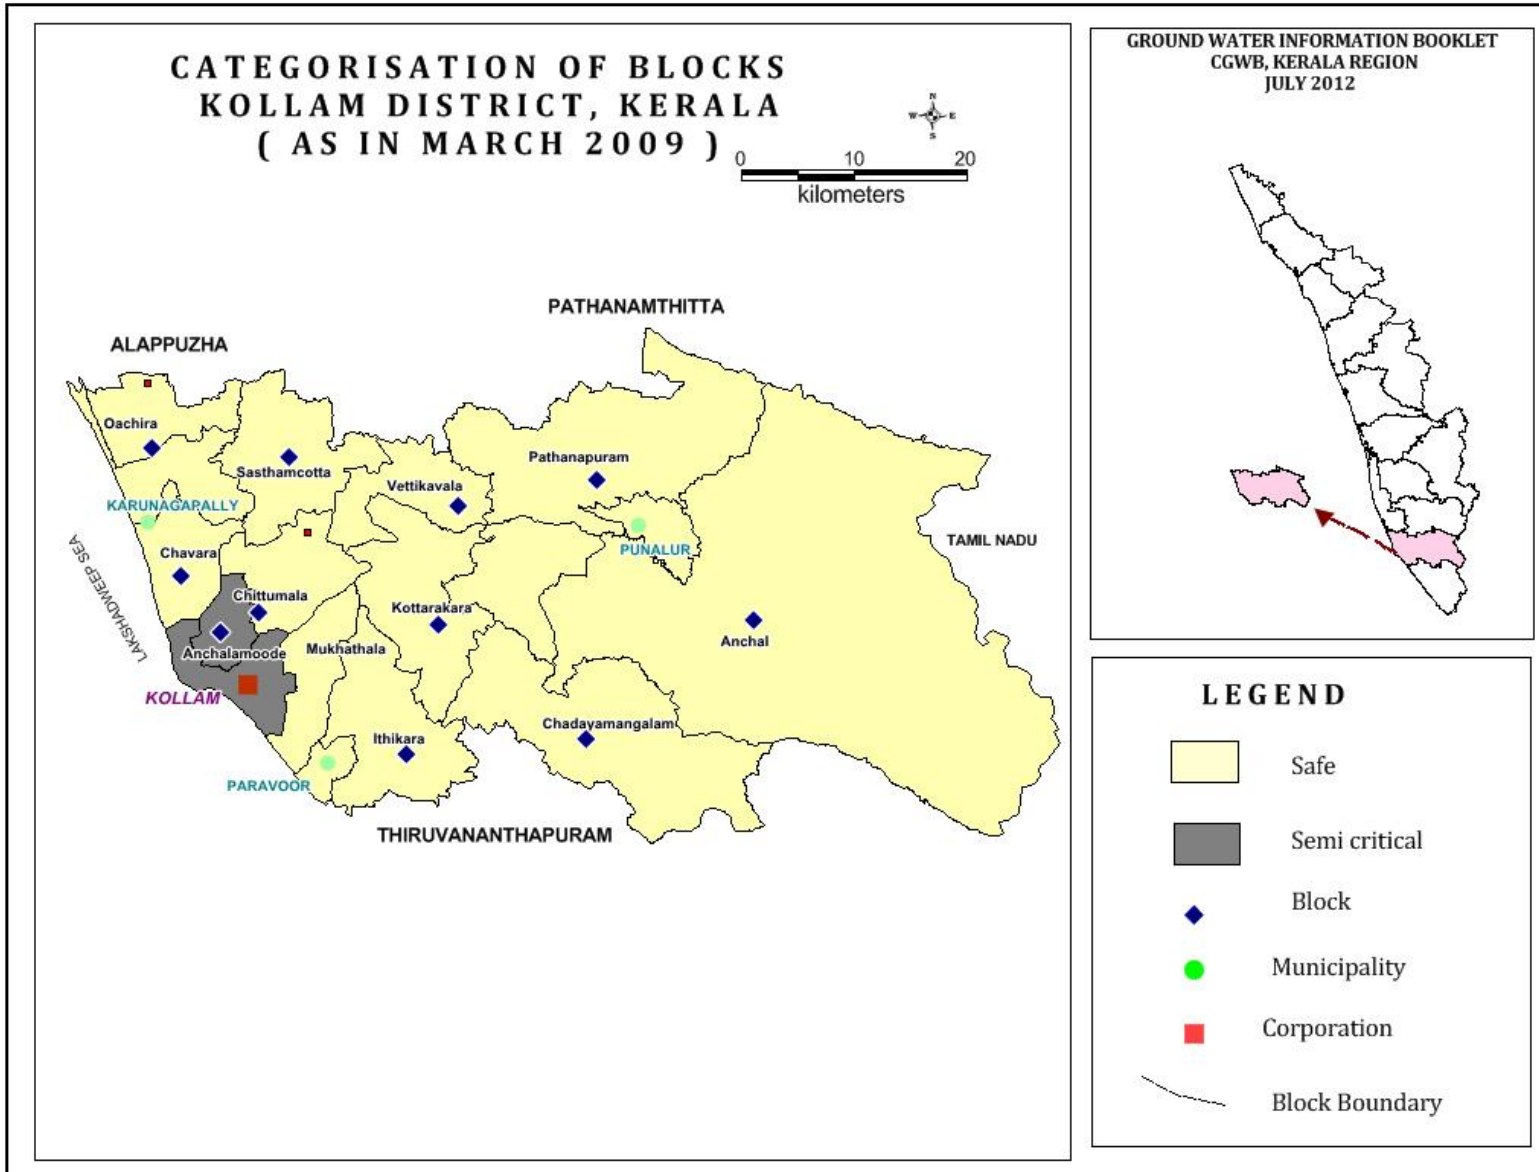 CATEGORISATION OF BLOCKS
KOLLAM DISTRICT, KERALA
( AS IN MARCH 2009 )
N
W E
S
0 10 20
kilometers
PATHANAMTHITTA
ALAPPUZHA
Oachira
Sasthamcotta
Pathanapuram
Vettikavala
KARUNAGAPALLY
PUNALUR
TAMIL NADU
LAKSHADWEEP SEA
Chavara
Chittumala
Kottarakara
Anchal
Mukhathala
Anchalamoode
KOLLAM
Chadayamangalam
Ithikara
PARAVOOR
THIRUVANANTHAPURAM
GROUND WATER INFORMATION BOOKLET
CGWB, KERALA REGION
JULY 2012
LEGEND
Safe
Semi critical
Block
Municipality
Corporation
Block Boundary